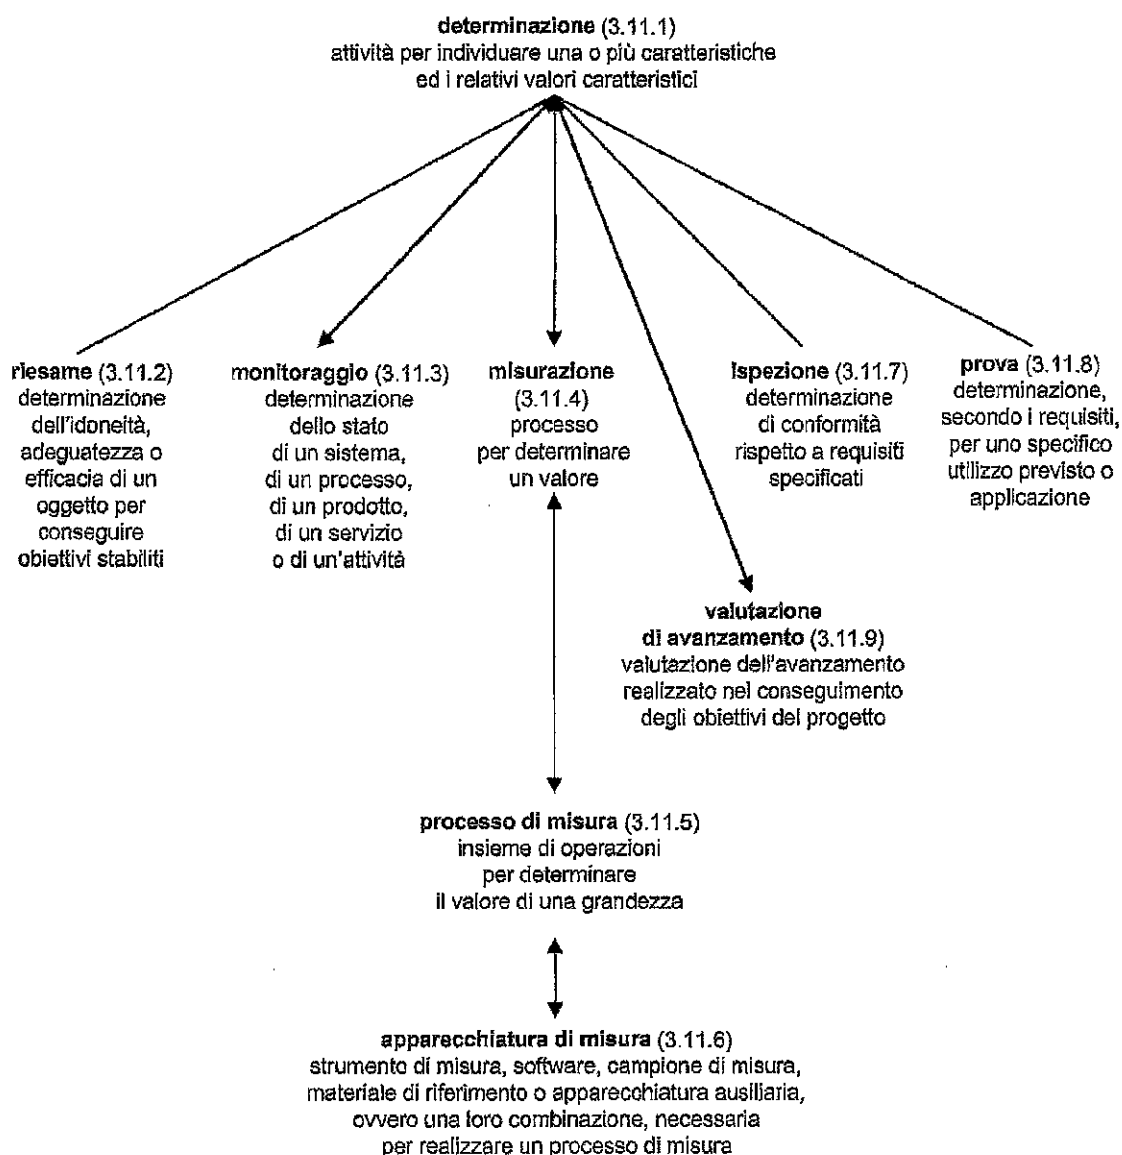 determinazione (3.11.1)
attività per individuare una o più caratteristiche
ed i relativi valori caratteristici
riesame (3.11.2)
determinazione
dell'idoneità,
adeguatezza o
efficacia di un
oggetto per
conseguire
obiettivi stabiliti
monitoraggio (3.11.3)
determinazione
dello stato
di un sistema,
di un processo,
di un prodotto,
di un servizio
o di un'attività
misurazione
(3.11.4)
processo
per determinare
un valore
ispezione (3.11.7)
determinazione
di conformità
rispetto a requisiti
specificati
prova (3.11.8)
determinazione,
secondo i requisiti,
per uno specifico
utilizzo previsto o
applicazione
valutazione
di avanzamento (3.11.9)
valutazione dell'avanzamento
realizzato nel conseguimento
degli obiettivi del progetto
processo di misura (3.11.5)
insieme di operazioni
per determinare
il valore di una grandezza
apparecchiatura di misura (3.11.6)
strumento di misura, software, campione di misura,
materiale di riferimento o apparecchiatura ausiliaria,
ovvero una loro combinazione, necessaria
per realizzare un processo di misura